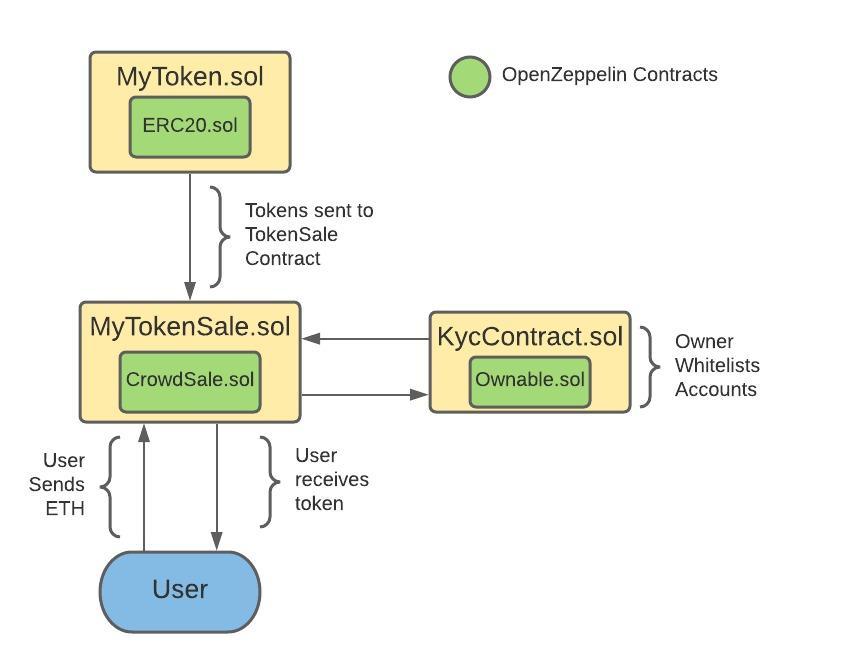 MyToken.sol
ERC20.sol
OpenZeppelin Contracts
Tokens sent to
TokenSale
Contract
MyTokenSale.sol
CrowdSale.sol
KycContract.sol
Ownable.sol
Owner
Whitelists
Accounts
User
Sends
ETH
User
receives
token
User